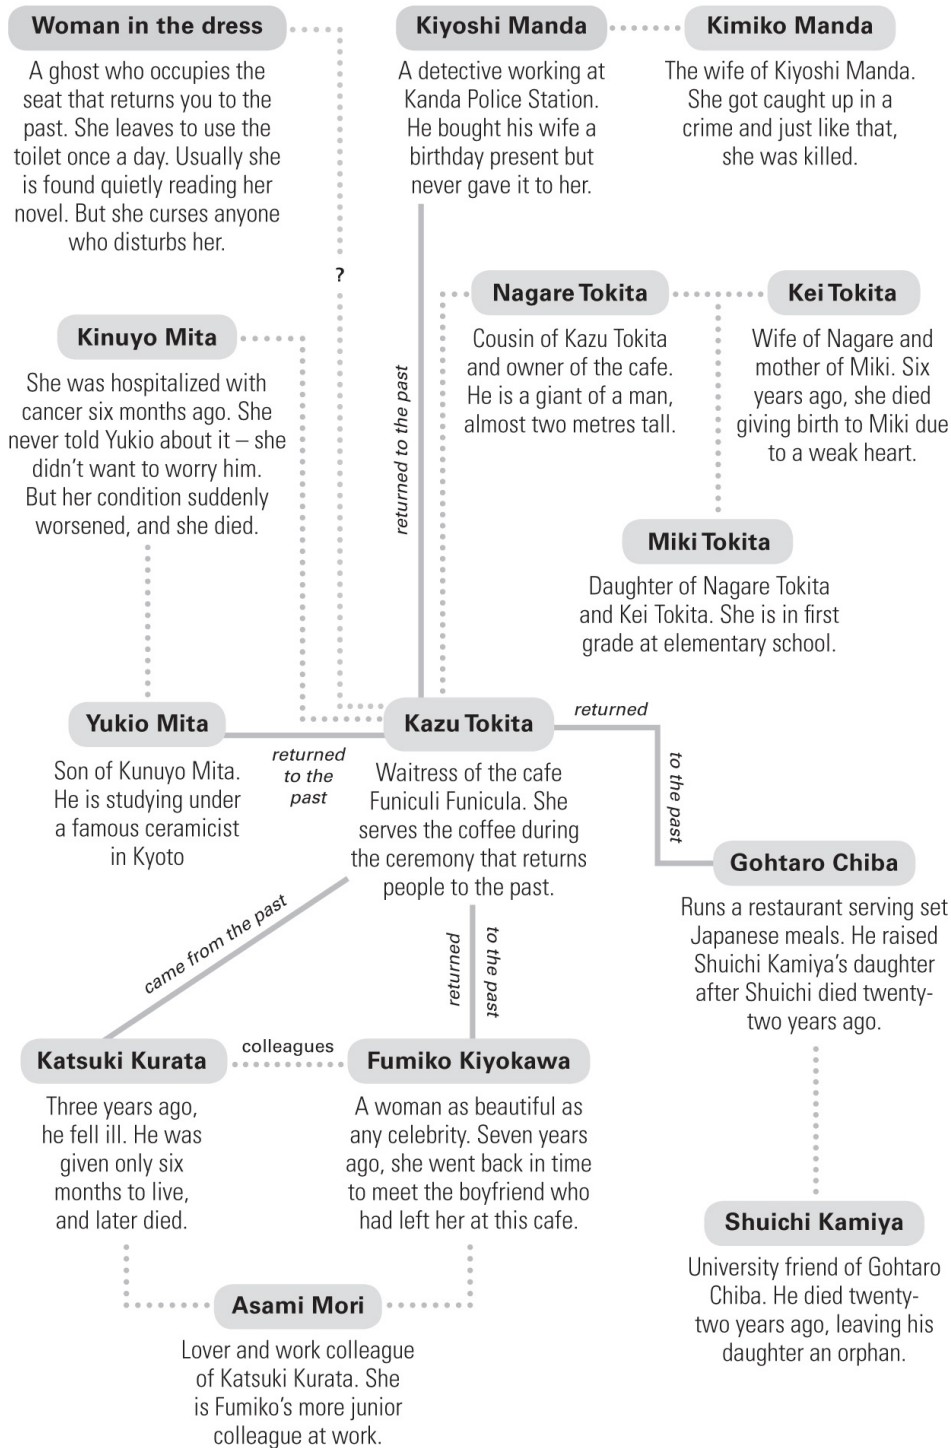 Woman in the dress
A ghost who occupies the
seat that returns you to the
past. She leaves to use the
toilet once a day. Usually she
is found quietly reading her
novel. But she curses anyone
who disturbs her.
Kiyoshi Manda
A detective working at
Kanda Police Station.
He bought his wife a
birthday present but
never gave it to her.
Kimiko Manda
The wife of Kiyoshi Manda.
She got caught up in a
crime and just like that,
she was killed.
?
Kinuyo Mita
She was hospitalized with
cancer six months ago. She
never told Yukio about it – she
didn't want to worry him.
But her condition suddenly
worsened, and she died.
returned to the past
Nagare Tokita
Cousin of Kazu Tokita
and owner of the cafe.
He is a giant of a man,
almost two metres tall.
Kei Tokita
Wife of Nagare and
mother of Miki. Six
years ago, she died
giving birth to Miki due
to a weak heart.
Miki Tokita
Daughter of Nagare Tokita
and Kei Tokita. She is in first
grade at elementary school.
Yukio Mita
Son of Kunuyo Mita.
He is studying under
a famous ceramicist
in Kyoto
returned
to the
past
Kazu Tokita
Waitress of the cafe
Funiculi Funicula. She
serves the coffee during
the ceremony that returns
people to the past.
returned
to the past
Gohtaro Chiba
Runs a restaurant serving set
Japanese meals. He raised
Shuichi Kamiya's daughter
after Shuichi died twenty-
two years ago.
came from the past
returned
to the past
Katsuki Kurata
Three years ago,
he fell ill. He was
given only six
months to live,
and later died.
colleagues
Fumiko Kiyokawa
A woman as beautiful as
any celebrity. Seven years
ago, she went back in time
to meet the boyfriend who
had left her at this cafe.
Shuichi Kamiya
University friend of Gohtaro
Chiba. He died twenty-
two years ago, leaving his
daughter an orphan.
Asami Mori
Lover and work colleague
of Katsuki Kurata. She
is Fumiko's more junior
colleague at work.